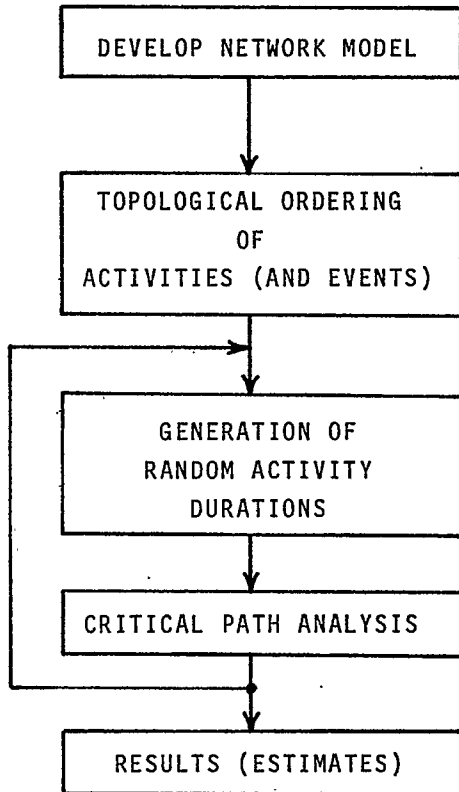 DEVELOP NETWORK MODEL
TOPOLOGICAL ORDERING
OF
ACTIVITIES (AND EVENTS)
GENERATION OF
RANDOM ACTIVITY
DURATIONS
CRITICAL PATH ANALYSIS
RESULTS (ESTIMATES)